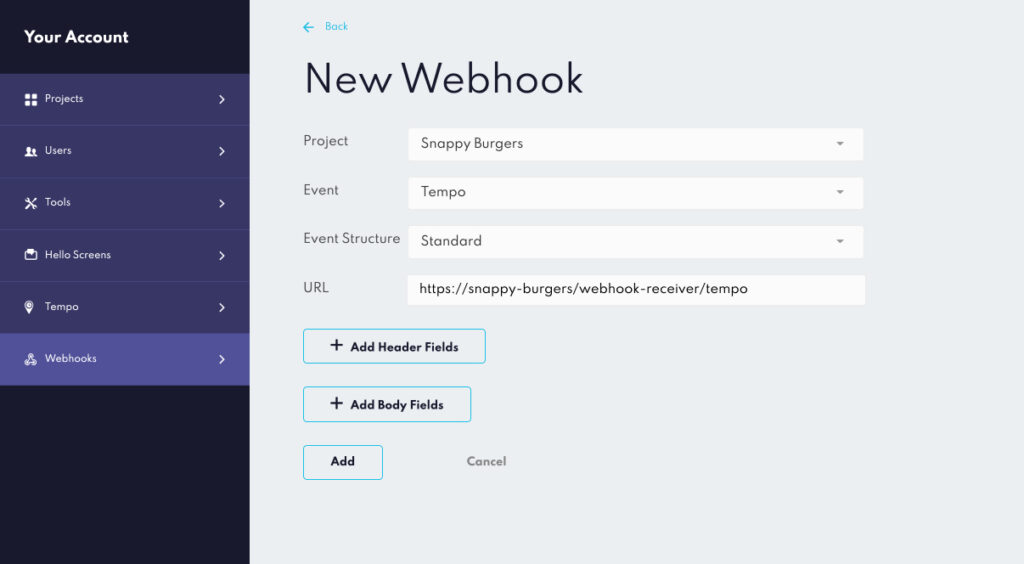 Your Account
Projects
Users
Tools
Hello Screens
Tempo
Webhooks
Back
New Webhook
Project Snappy Burgers
Event Tempo
Event Structure Standard
URL https://snappy-burgers/webhook-receiver/tempo
+ Add Header Fields
+ Add Body Fields
Add Cancel